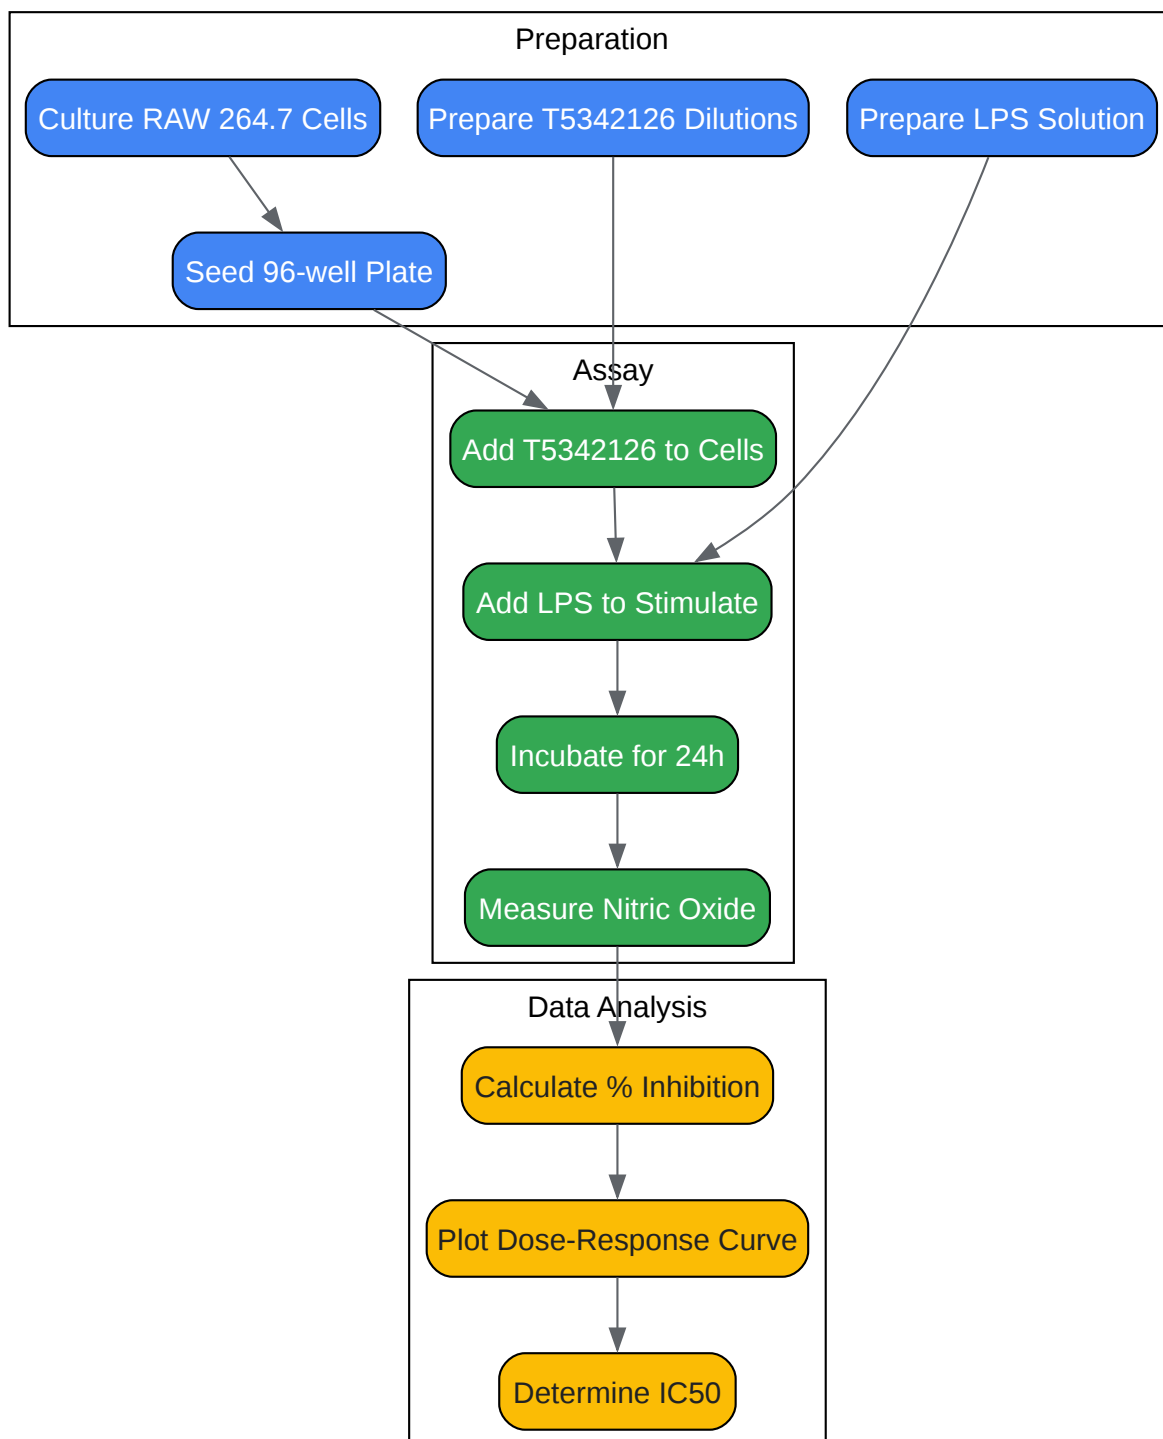 Preparation
Culture RAW 264.7 Cells
Prepare T5342126 Dilutions
Prepare LPS Solution
Seed 96-well Plate
Assay
Add T5342126 to Cells
Add LPS to Stimulate
Incubate for 24h
Measure Nitric Oxide
Data Analysis
Calculate % Inhibition
Plot Dose-Response Curve
Determine IC50